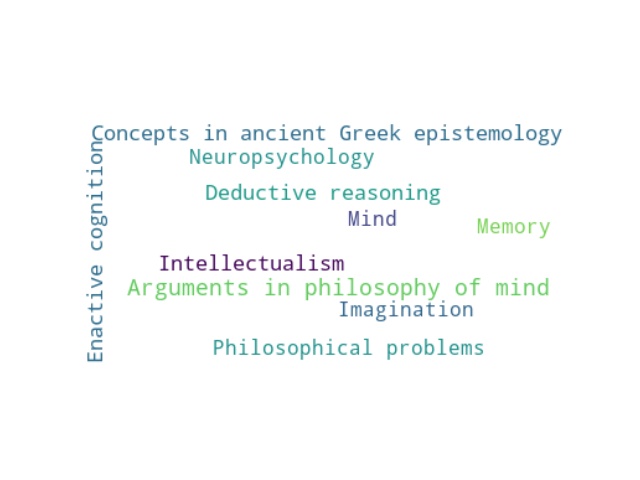 Concepts in ancient Greek epistemology
Neuropsychology
Deductive reasoning
Mind
Memory
Intellectualism
Arguments in philosophy of mind
Imagination
Philosophical problems
Enactive cognition